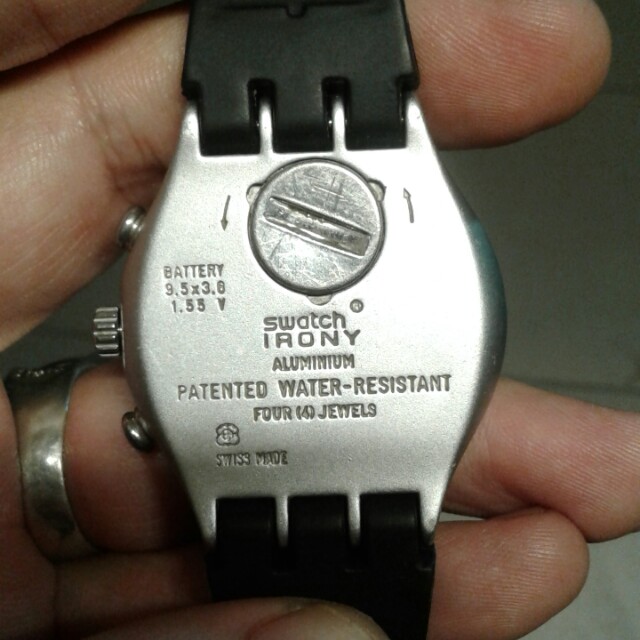 BATTERY
9.5x3.6
1.55 V
swatch®
IRONY
ALUMINIUM
PATENTED WATER-RESISTANT
FOUR (4) JEWELS
SWISS MADE